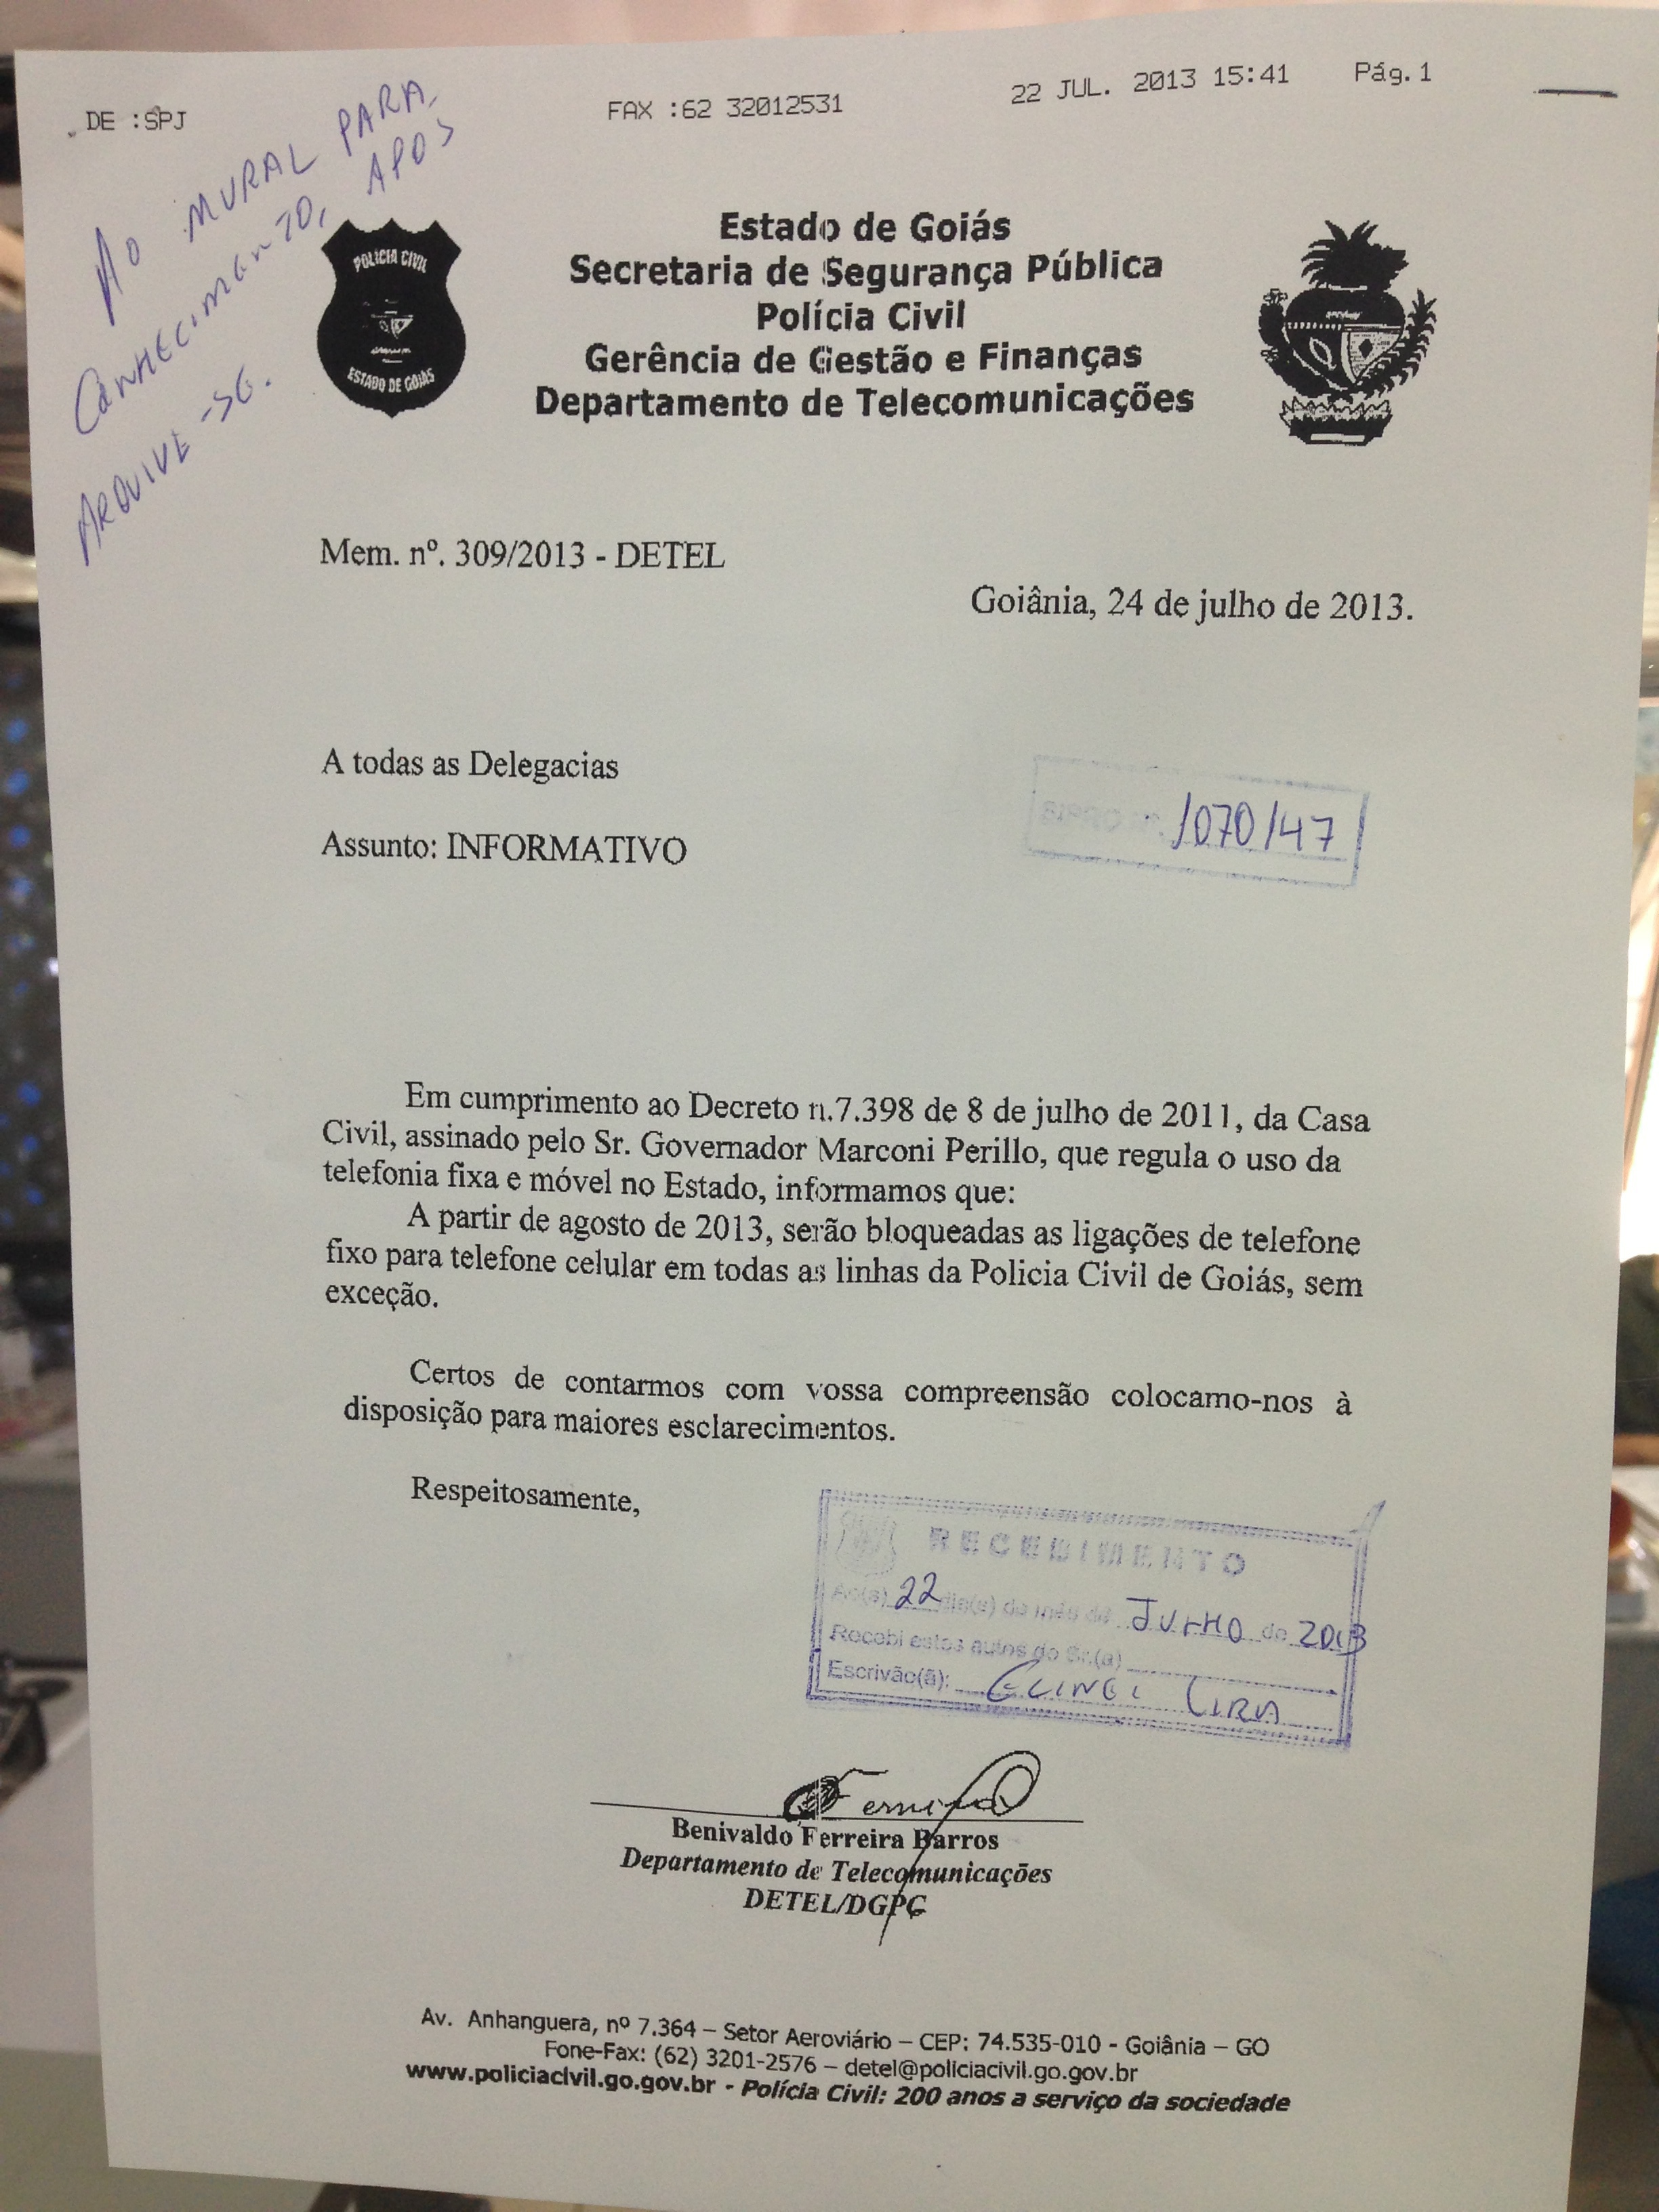 DE :SPJ
FAX :62 32012531
22 JUL. 2013 15:41
Pág. 1
AO MURAL PARA
CONHECIMENTO, APÓS
ARQUIVE-SE.
POLÍCIA CIVIL
ESTADO DE GOIÁS
Estado de Goiás
Secretaria de Segurança Pública
Polícia Civil
Gerência de Gestão e Finanças
Departamento de Telecomunicações
Mem. nº. 309/2013 - DETEL
Goiânia, 24 de julho de 2013.
A todas as Delegacias
1070/47
Assunto: INFORMATIVO
Em cumprimento ao Decreto n.7.398 de 8 de julho de 2011, da Casa
Civil, assinado pelo Sr. Governador Marconi Perillo, que regula o uso da
telefonia fixa e móvel no Estado, informamos que:
A partir de agosto de 2013, serão bloqueadas as ligações de telefone
fixo para telefone celular em todas as linhas da Policia Civil de Goiás, sem
exceção.
Certos de contarmos com vossa compreensão colocamo-nos à
disposição para maiores esclarecimentos.
Respeitosamente,
RECEBIMENTO
Ao(s) 22 dia(s) do mês de JULHO de 2013
Recebi estes autos do Sr.(a)
Escrivão(ã): ELINEI LIRA
Benivaldo Ferreira Barros
Departamento de Telecomunicações
DETEL/DGPC
Av. Anhanguera, nº 7.364 – Setor Aeroviário – CEP: 74.535-010 - Goiânia – GO
Fone-Fax: (62) 3201-2576 – detel@policiacivil.go.gov.br
www.policiacivil.go.gov.br - Polícia Civil: 200 anos a serviço da sociedade